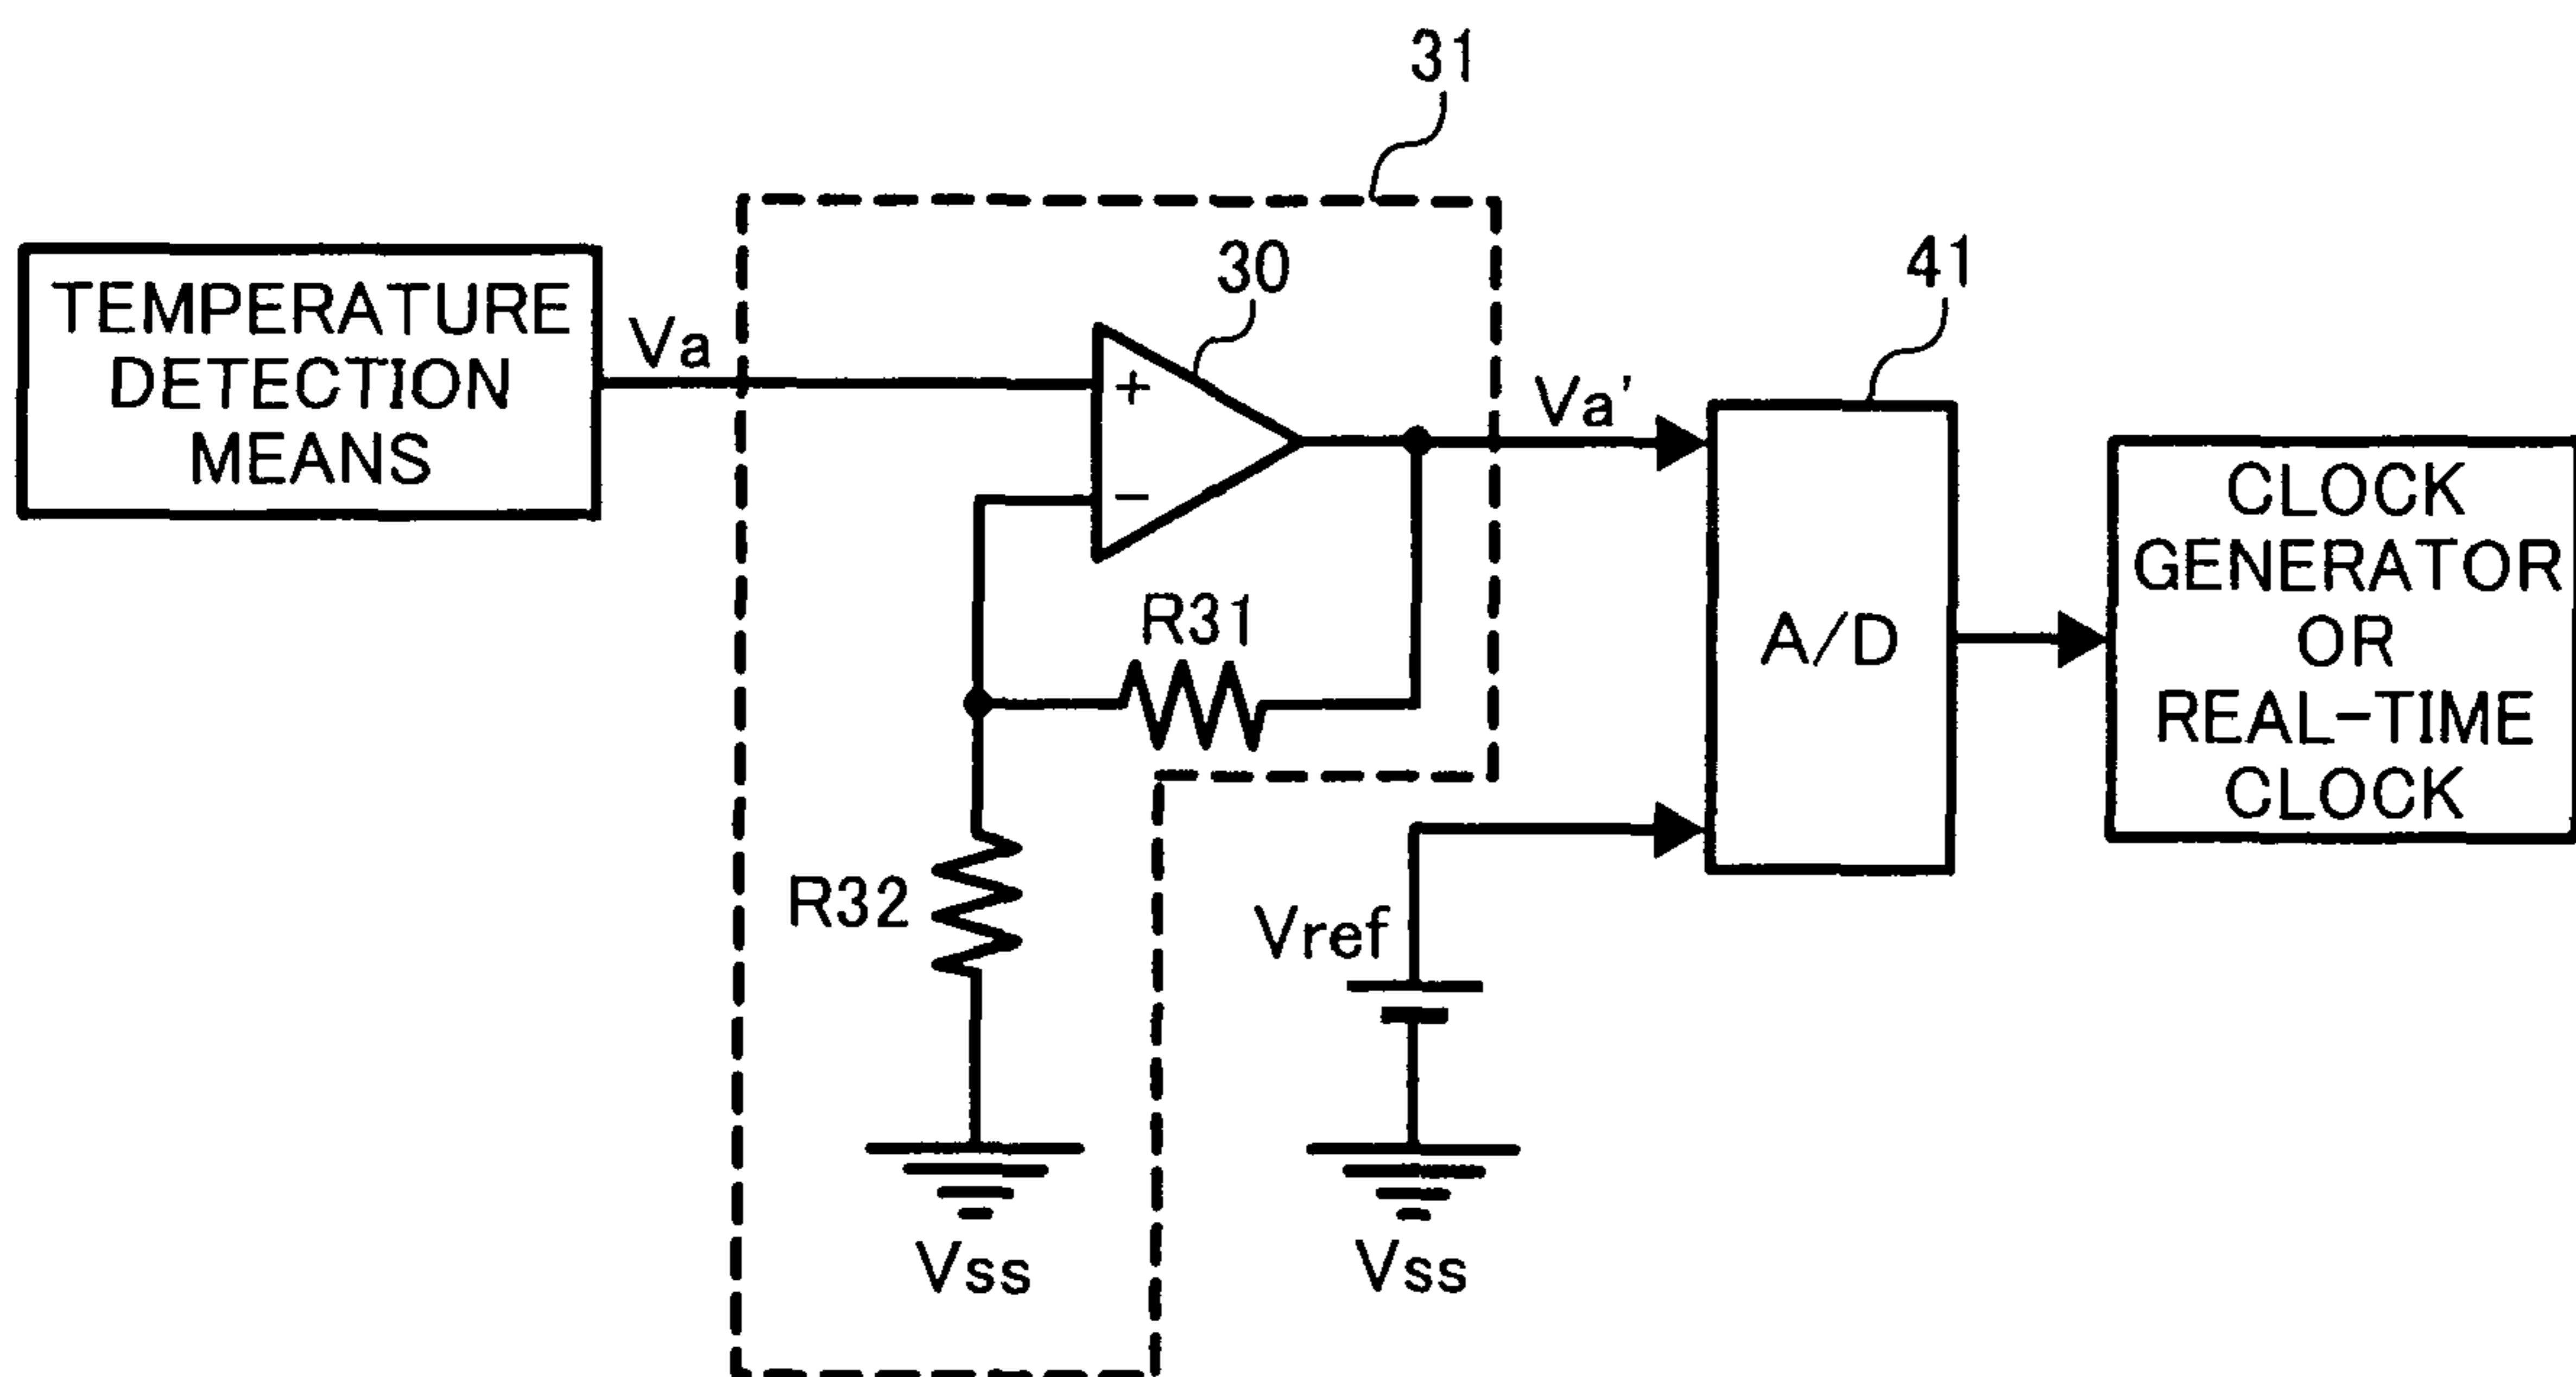 31
30
41
TEMPERATURE
DETECTION
MEANS
Va
+
−
Va'
R31
R32
Vref
Vss
Vss
A/D
CLOCK
GENERATOR
OR
REAL-TIME
CLOCK